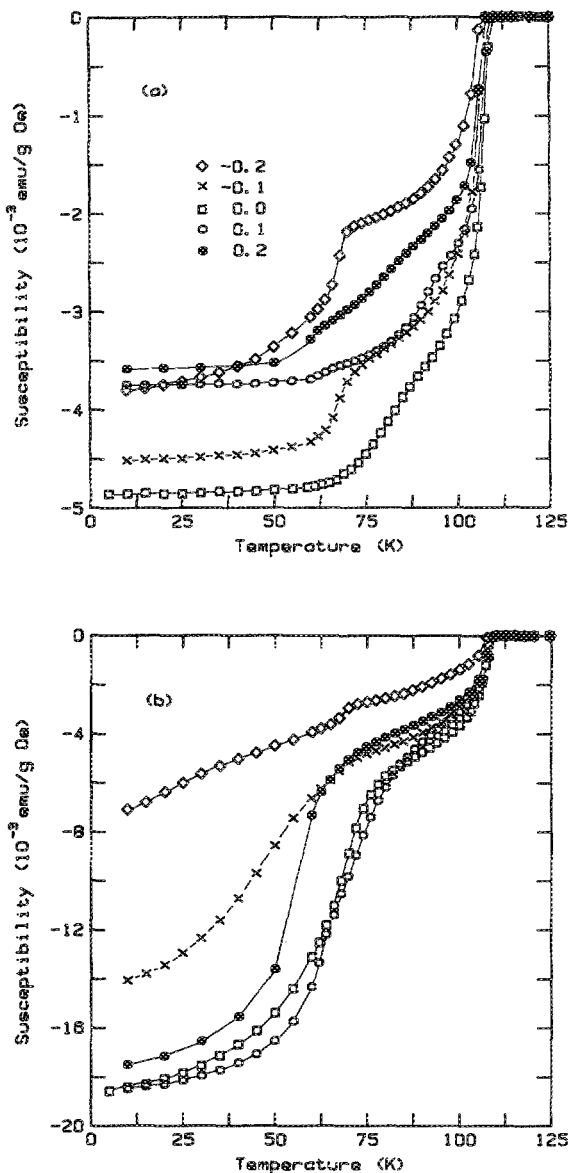 0
-1
-2
-3
-4
-5
Susceptibility (10⁻³ emu/g Oe)
(a)
-0.2
-0.1
0.0
0.1
0.2
0 25 50 75 100 125
Temperature (K)
0
-4
-8
-12
-16
-20
Susceptibility (10⁻³ emu/g Oe)
(b)
0 25 50 75 100 125
Temperature (K)